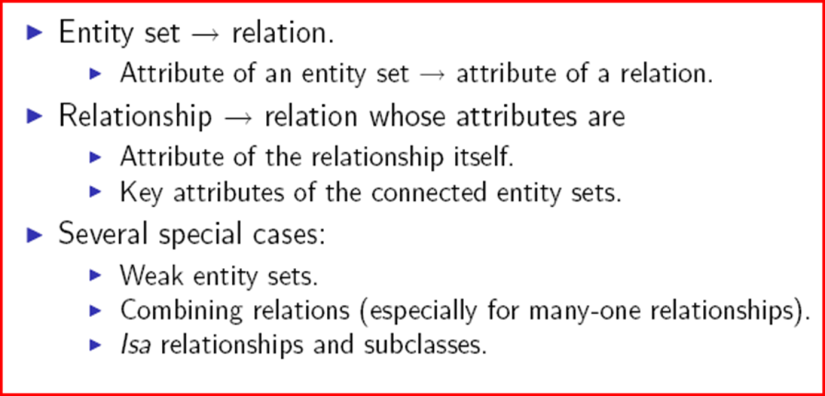 ▶ Entity set → relation.
▶ Attribute of an entity set → attribute of a relation.
▶ Relationship → relation whose attributes are
▶ Attribute of the relationship itself.
▶ Key attributes of the connected entity sets.
▶ Several special cases:
▶ Weak entity sets.
▶ Combining relations (especially for many-one relationships).
▶ Isa relationships and subclasses.